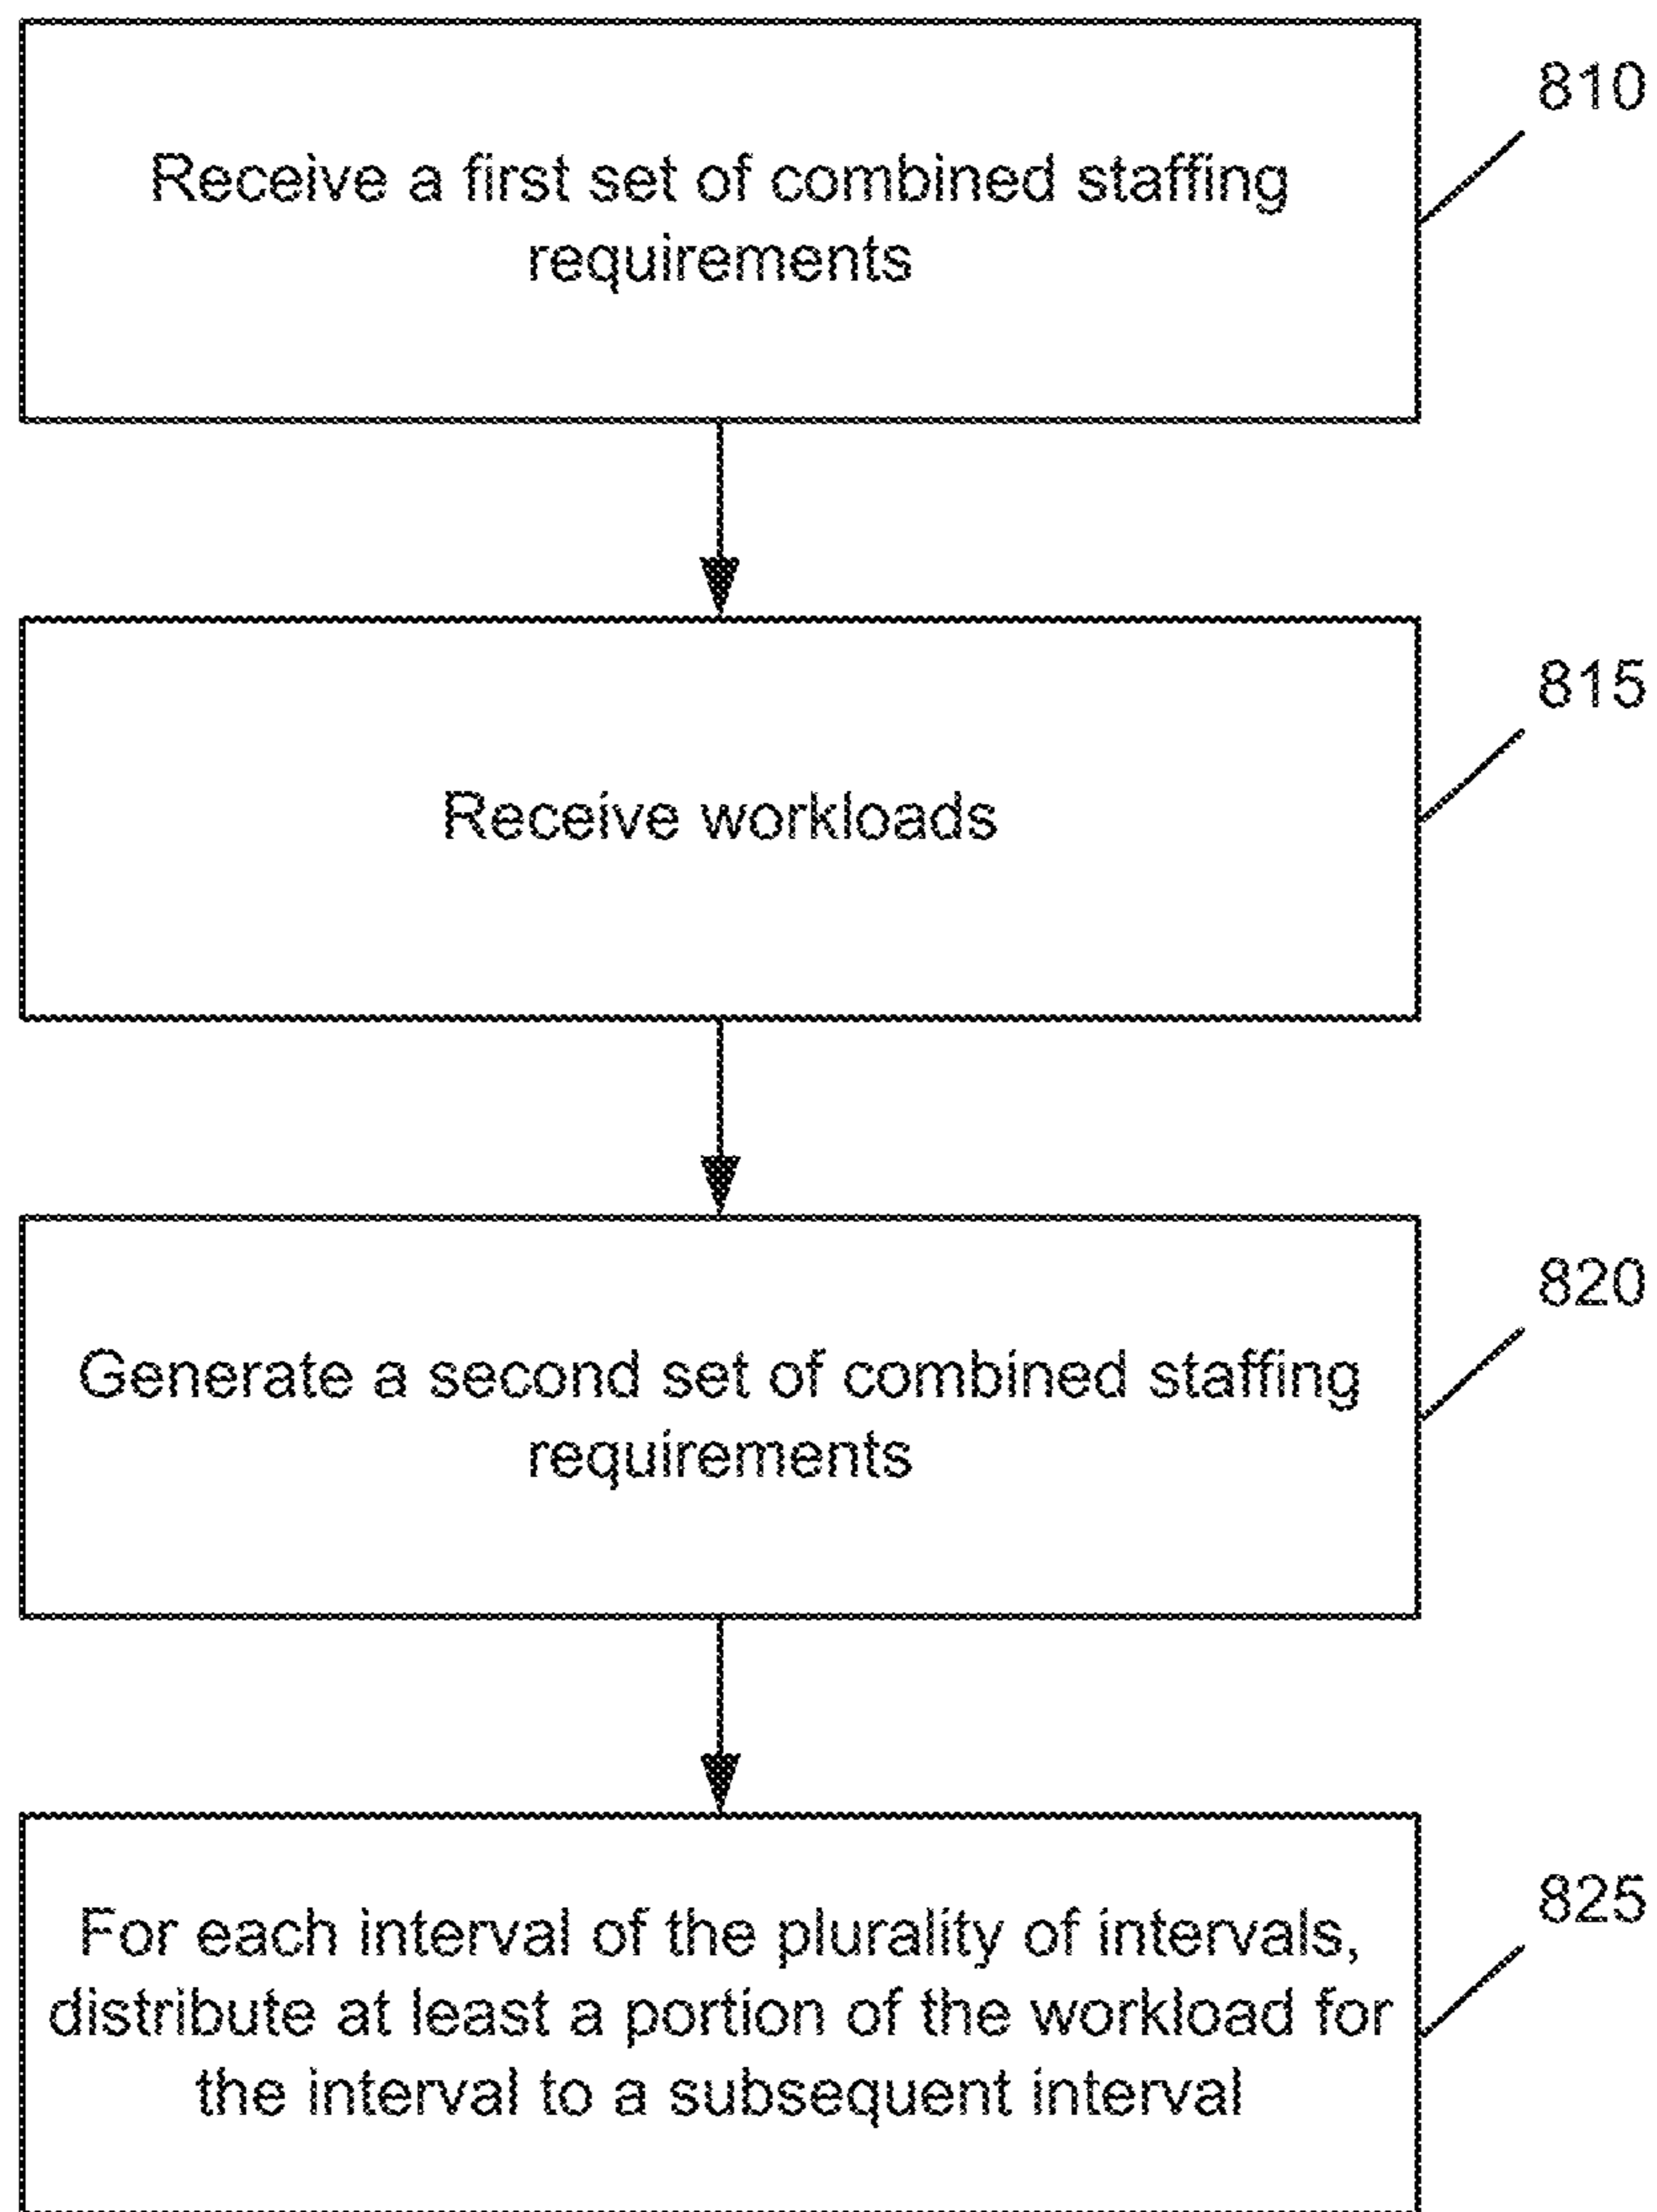 810
Receive a first set of combined staffing
requirements
815
Receive workloads
820
Generate a second set of combined staffing
requirements
825
For each interval of the plurality of intervals,
distribute at least a portion of the workload for
the interval to a subsequent interval